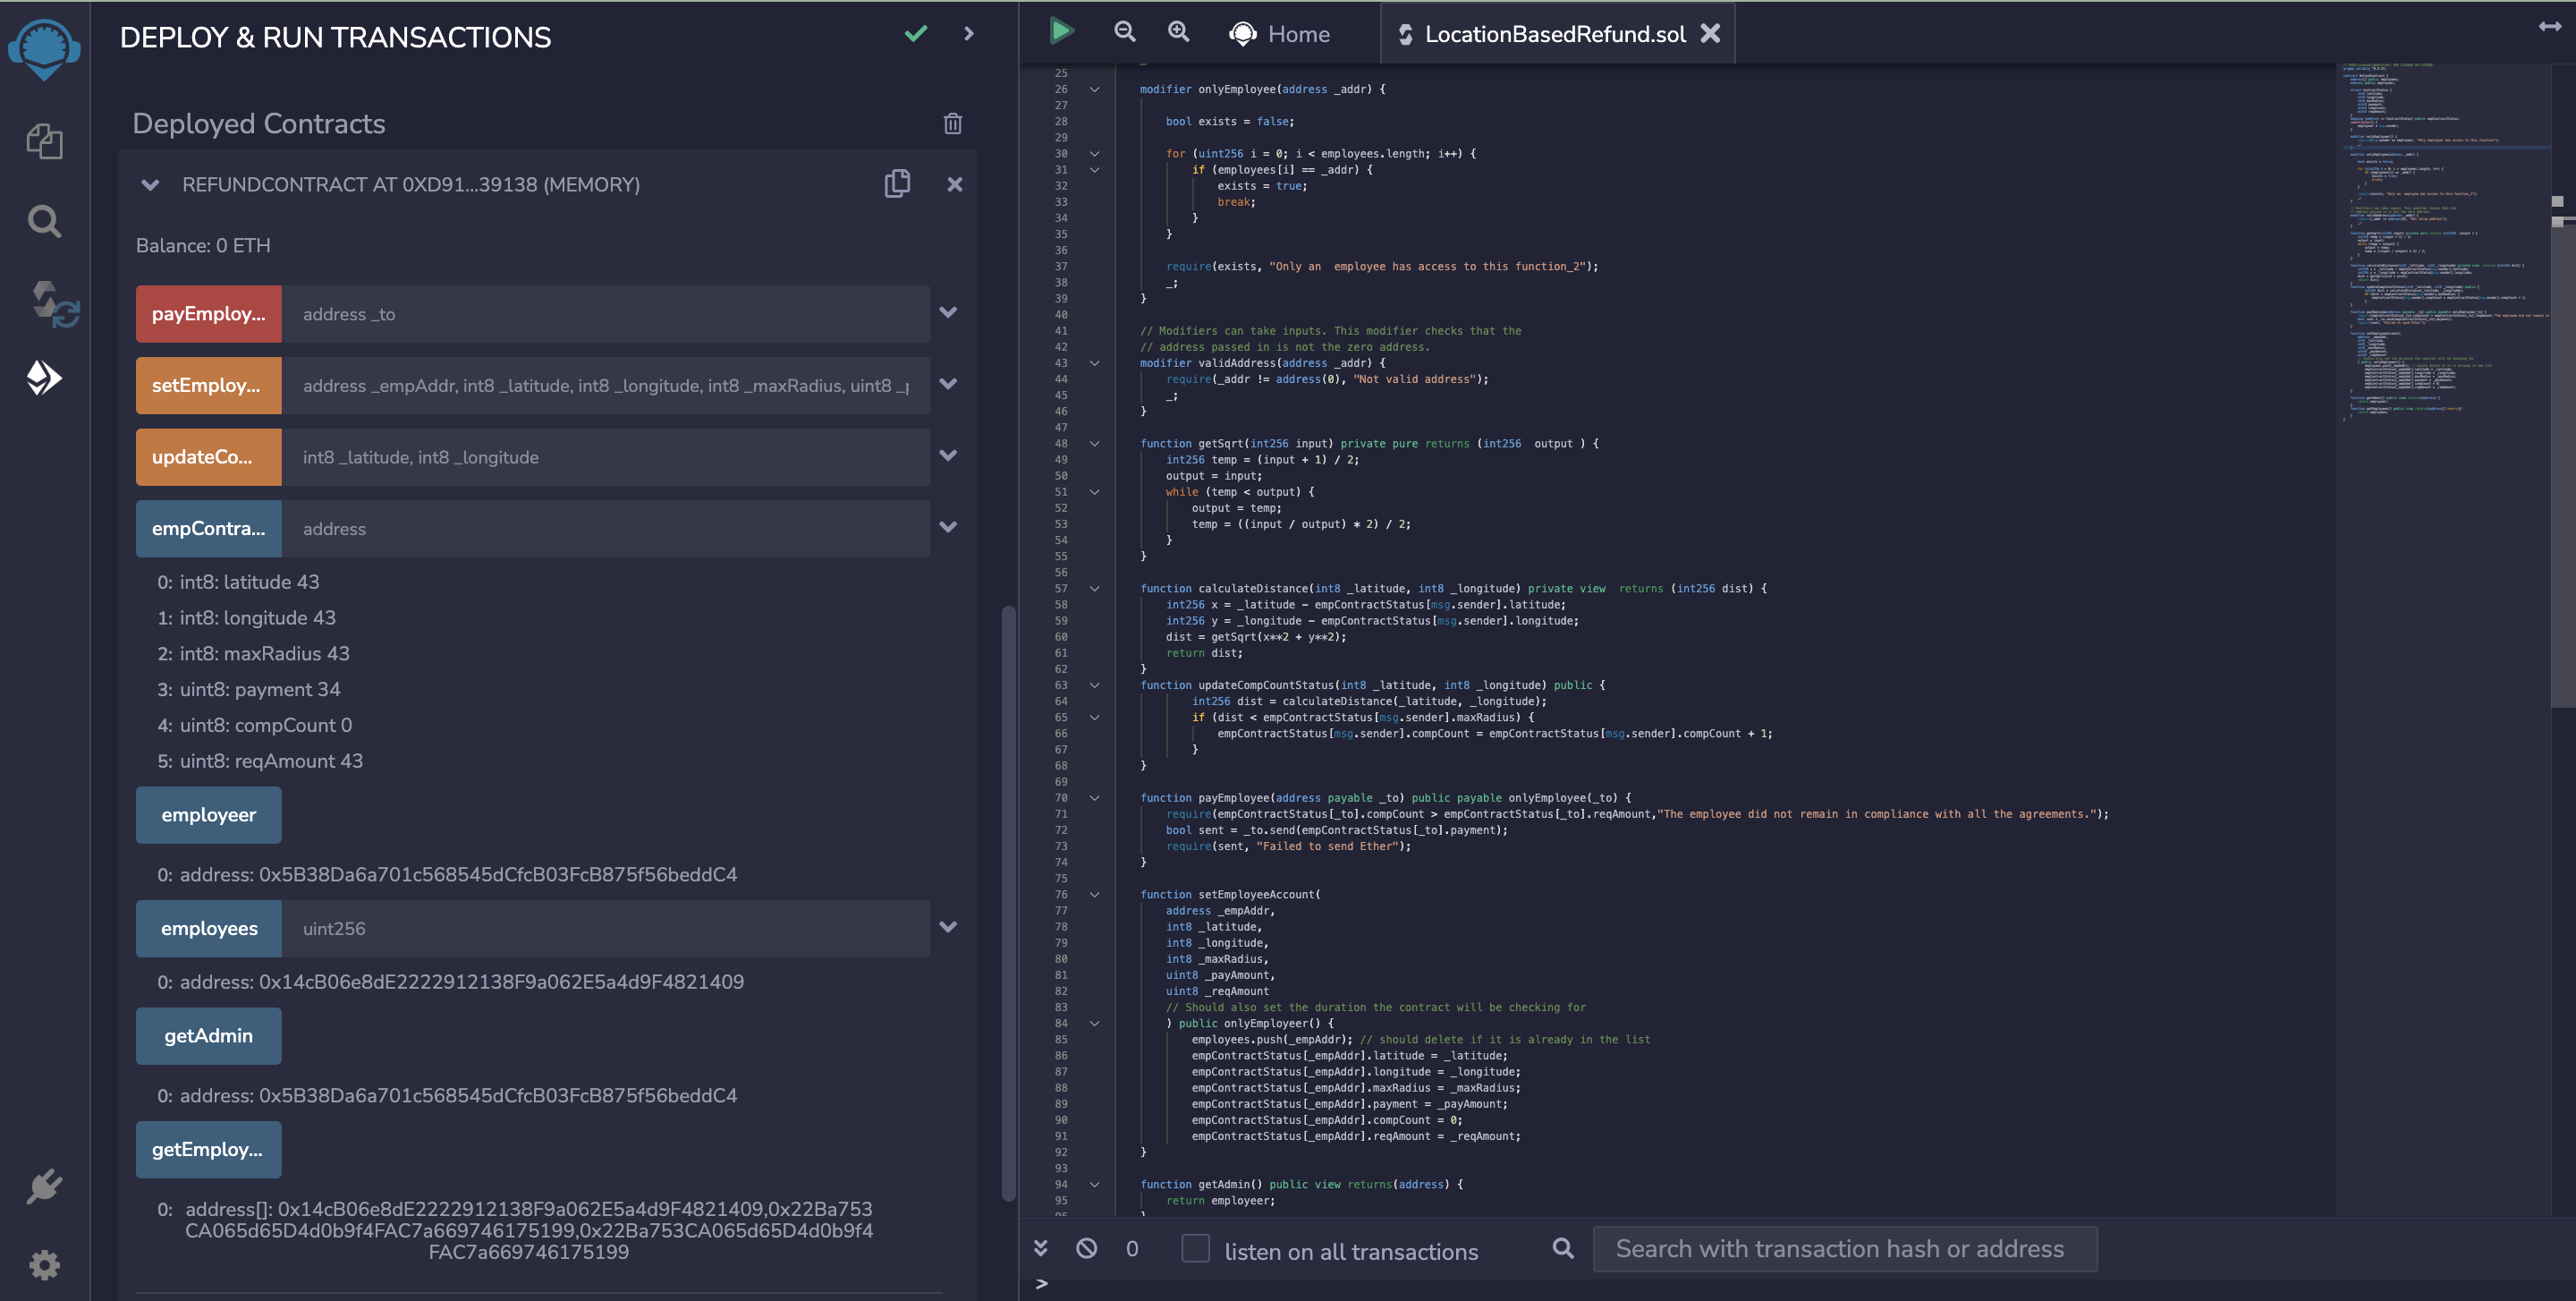 DEPLOY & RUN TRANSACTIONS
Deployed Contracts
REFUNDCONTRACT AT 0XD91...39138 (MEMORY)
Balance: 0 ETH
payEmploy... address _to
setEmploy... address _empAddr, int8 _latitude, int8 _longitude, int8 _maxRadius, uint8 _p
updateCo... int8 _latitude, int8 _longitude
empContra... address
0: int8: latitude 43
1: int8: longitude 43
2: int8: maxRadius 43
3: uint8: payment 34
4: uint8: compCount 0
5: uint8: reqAmount 43
employeer
0: address: 0x5B38Da6a701c568545dCfcB03FcB875f56beddC4
employees uint256
0: address: 0x14cB06e8dE2222912138F9a062E5a4d9F4821409
getAdmin
0: address: 0x5B38Da6a701c568545dCfcB03FcB875f56beddC4
getEmploy...
0: address[]: 0x14cB06e8dE2222912138F9a062E5a4d9F4821409,0x22Ba753
CA065d65D4d0b9f4FAC7a669746175199,0x22Ba753CA065d65D4d0b9f4
FAC7a669746175199
Home LocationBasedRefund.sol
25
26 modifier onlyEmployee(address _addr) {
27
28 bool exists = false;
29
30 for (uint256 i = 0; i < employees.length; i++) {
31 if (employees[i] == _addr) {
32 exists = true;
33 break;
34 }
35 }
36
37 require(exists, "Only an  employee has access to this function_2");
38 _;
39 }
40
41 // Modifiers can take inputs. This modifier checks that the
42 // address passed in is not the zero address.
43 modifier validAddress(address _addr) {
44 require(_addr != address(0), "Not valid address");
45 _;
46 }
47
48 function getSqrt(int256 input) private pure returns (int256  output ) {
49 int256 temp = (input + 1) / 2;
50 output = input;
51 while (temp < output) {
52 output = temp;
53 temp = ((input / output) * 2) / 2;
54 }
55 }
56
57 function calculateDistance(int8 _latitude, int8 _longitude) private view  returns (int256 dist) {
58 int256 x = _latitude - empContractStatus[msg.sender].latitude;
59 int256 y = _longitude - empContractStatus[msg.sender].longitude;
60 dist = getSqrt(x**2 + y**2);
61 return dist;
62 }
63 function updateCompCountStatus(int8 _latitude, int8 _longitude) public {
64 int256 dist = calculateDistance(_latitude, _longitude);
65 if (dist < empContractStatus[msg.sender].maxRadius) {
66 empContractStatus[msg.sender].compCount = empContractStatus[msg.sender].compCount + 1;
67 }
68 }
69
70 function payEmployee(address payable _to) public payable onlyEmployee(_to) {
71 require(empContractStatus[_to].compCount > empContractStatus[_to].reqAmount,"The employee did not remain in compliance with all the agreements.");
72 bool sent = _to.send(empContractStatus[_to].payment);
73 require(sent, "Failed to send Ether");
74 }
75
76 function setEmployeeAccount(
77 address _empAddr,
78 int8 _latitude,
79 int8 _longitude,
80 int8 _maxRadius,
81 uint8 _payAmount,
82 uint8 _reqAmount
83 // Should also set the duration the contract will be checking for
84 ) public onlyEmployeer() {
85 employees.push(_empAddr); // should delete if it is already in the list
86 empContractStatus[_empAddr].latitude = _latitude;
87 empContractStatus[_empAddr].longitude = _longitude;
88 empContractStatus[_empAddr].maxRadius = _maxRadius;
89 empContractStatus[_empAddr].payment = _payAmount;
90 empContractStatus[_empAddr].compCount = 0;
91 empContractStatus[_empAddr].reqAmount = _reqAmount;
92 }
93
94 function getAdmin() public view returns(address) {
95 return employeer;
0 listen on all transactions Search with transaction hash or address
>